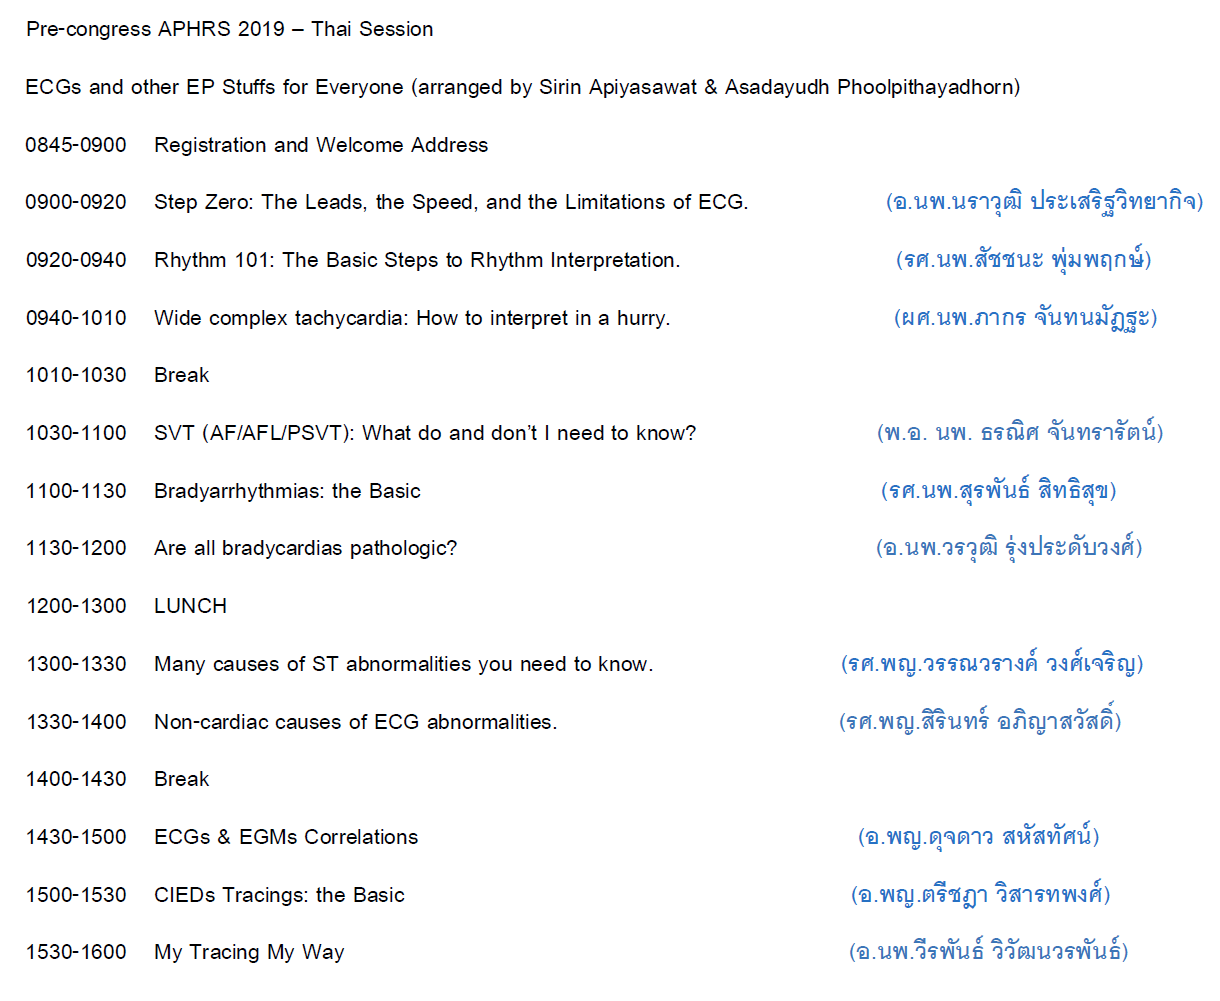 Pre-congress APHRS 2019 – Thai Session
ECGs and other EP Stuffs for Everyone (arranged by Sirin Apiyasawat & Asadayudh Phoolpithayadhorn)
0845-0900 Registration and Welcome Address
0900-0920 Step Zero: The Leads, the Speed, and the Limitations of ECG. (อ.นพ.นราวุฒิ ประเสริฐวิทยากิจ)
0920-0940 Rhythm 101: The Basic Steps to Rhythm Interpretation. (รศ.นพ.สัชชนะ พุ่มพฤกษ์)
0940-1010 Wide complex tachycardia: How to interpret in a hurry. (ผศ.นพ.ภากร จันทนมัฏฐะ)
1010-1030 Break
1030-1100 SVT (AF/AFL/PSVT): What do and don’t I need to know? (พ.อ. นพ. ธรณิศ จันทรารัตน์)
1100-1130 Bradyarrhythmias: the Basic (รศ.นพ.สุรพันธ์ สิทธิสุข)
1130-1200 Are all bradycardias pathologic? (อ.นพ.วรวุฒิ รุ่งประดับวงศ์)
1200-1300 LUNCH
1300-1330 Many causes of ST abnormalities you need to know. (รศ.พญ.วรรณวรางค์ วงศ์เจริญ)
1330-1400 Non-cardiac causes of ECG abnormalities. (รศ.พญ.สิรินทร์ อภิญาสวัสดิ์)
1400-1430 Break
1430-1500 ECGs & EGMs Correlations (อ.พญ.ดุจดาว สหัสทัศน์)
1500-1530 CIEDs Tracings: the Basic (อ.พญ.ตรีชฎา วิสารทพงศ์)
1530-1600 My Tracing My Way (อ.นพ.วีรพันธ์ วิวัฒนวรพันธ์)